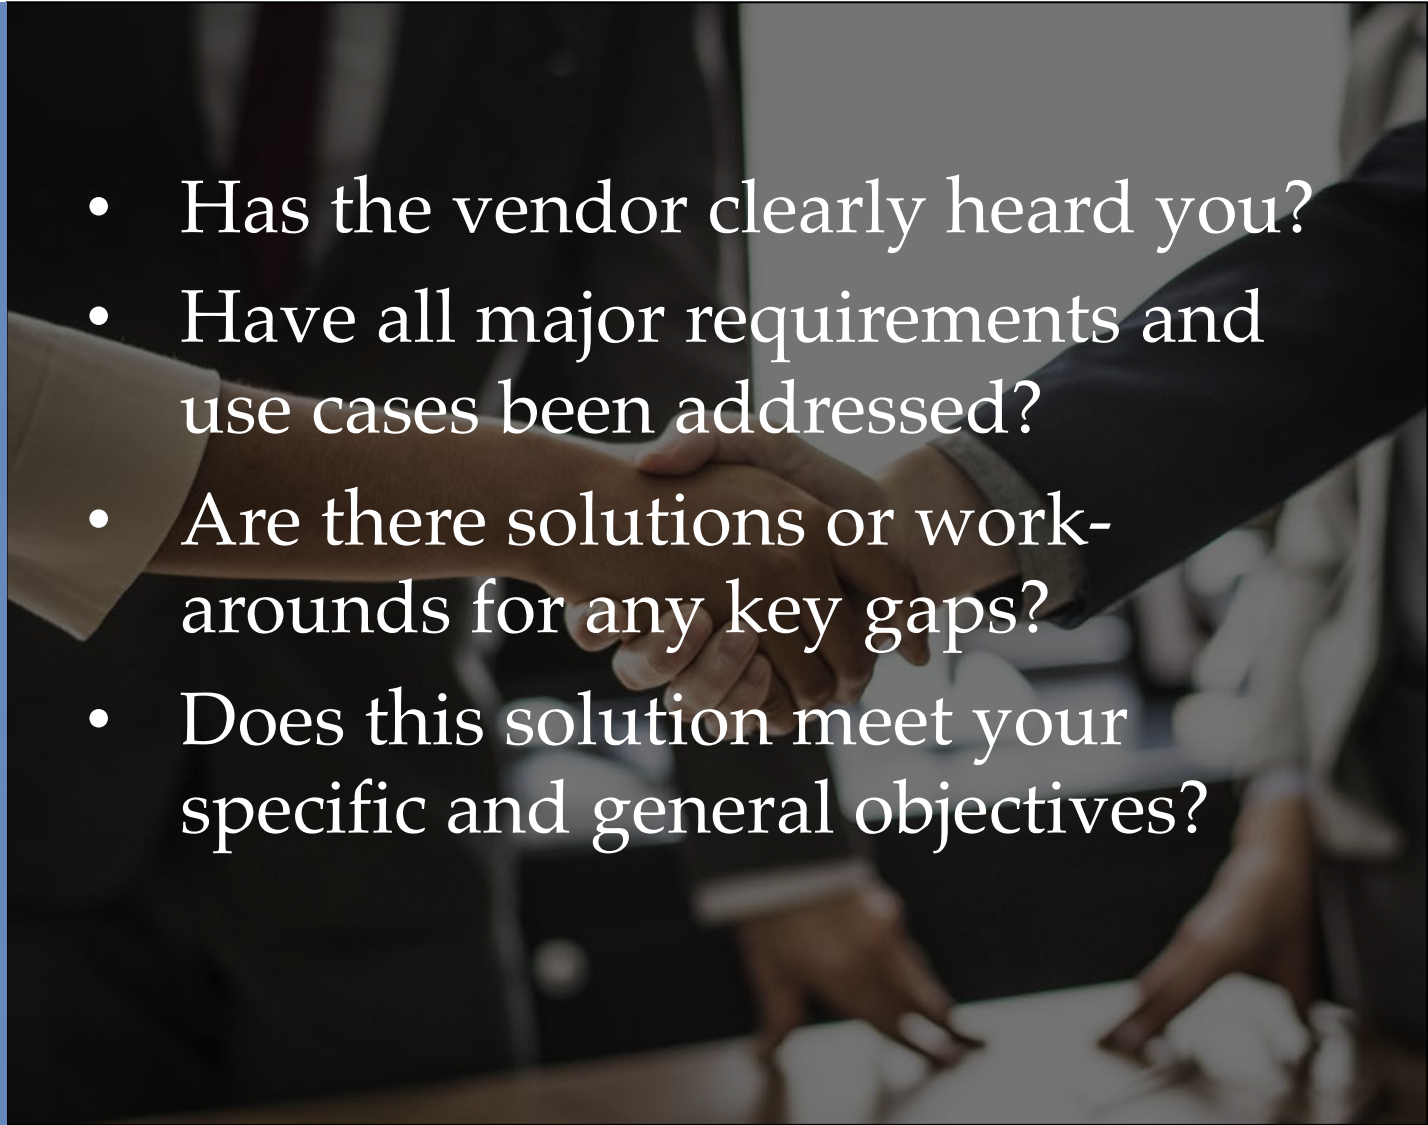 • Has the vendor clearly heard you?
• Have all major requirements and
use cases been addressed?
• Are there solutions or work-
arounds for any key gaps?
• Does this solution meet your
specific and general objectives?